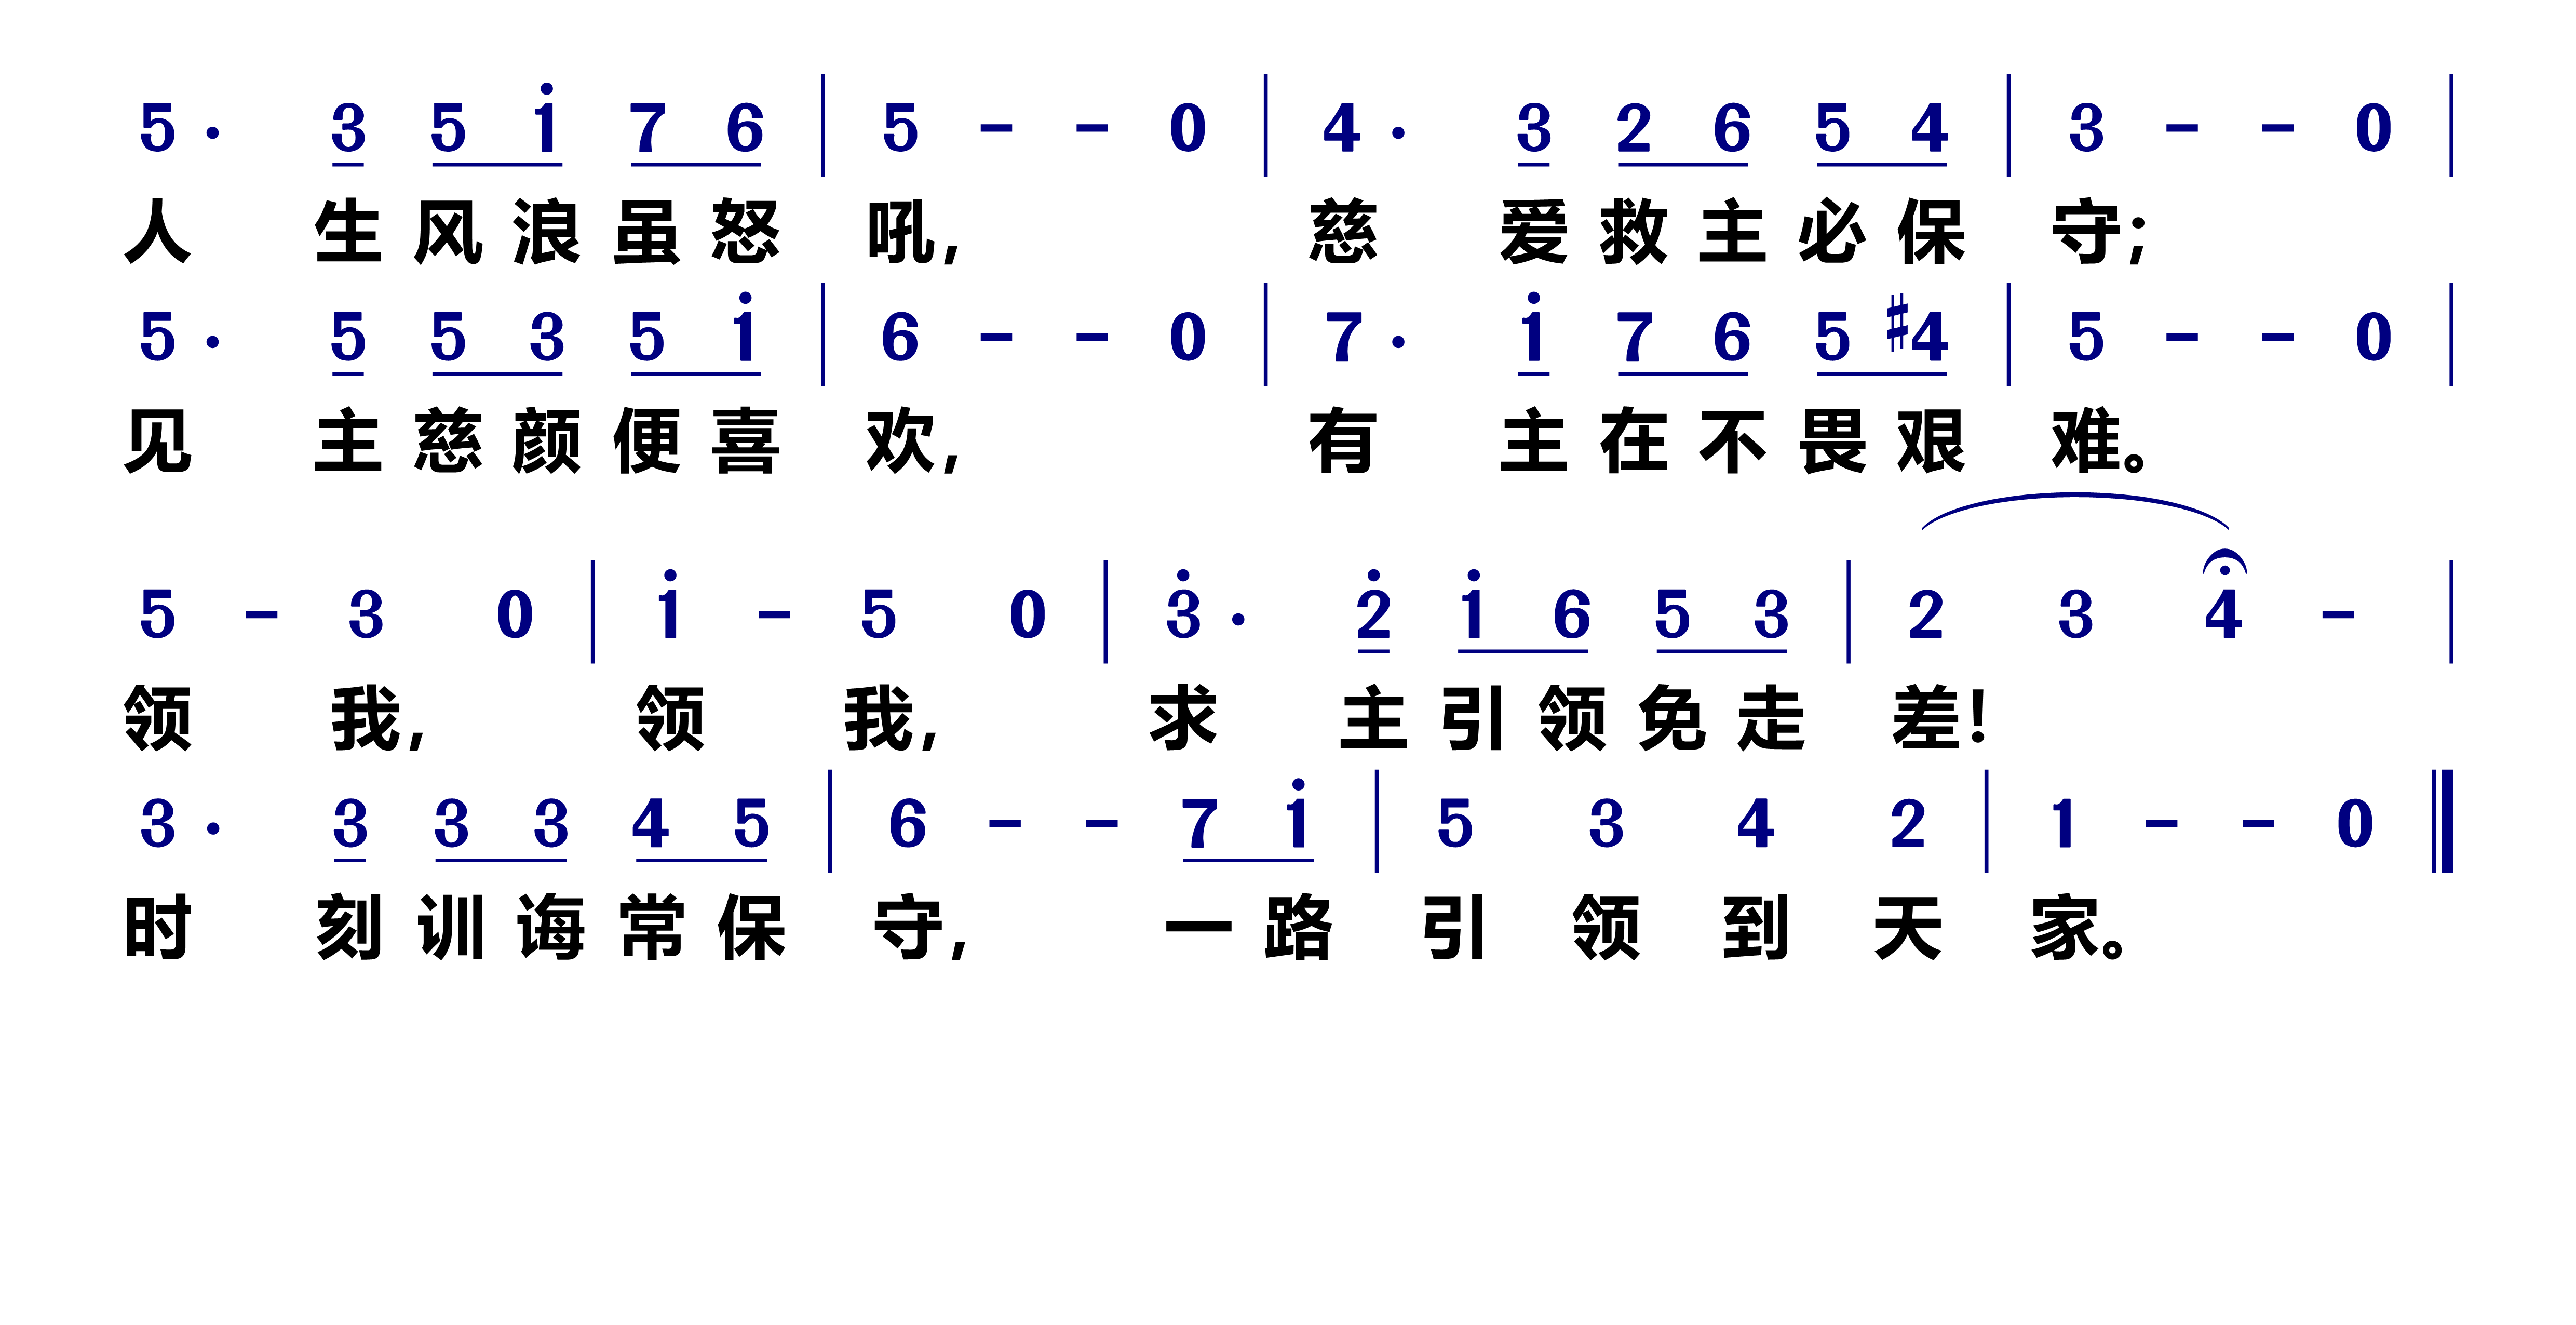 5· 3 5 i 7 6 | 5 - - 0 | 4· 3 2 6 5 4 | 3 - - 0 |
人 生 风 浪 虽 怒 吼, 慈 爱 救 主 必 保 守;
5· 5 5 3 5 i | 6 - - 0 | 7· i 7 6 5 #4 | 5 - - 0 |
见 主 慈 颜 便 喜 欢, 有 主 在 不 畏 艰 难。
5 - 3 0 | i - 5 0 | 3̇· 2̇ i 6 5 3 | 2 3 4 - |
领 我, 领 我, 求 主 引 领 免 走 差!
3· 3 3 3 4 5 | 6 - - 7 i | 5 3 4 2 | 1 - - 0 ‖
时 刻 训 诲 常 保 守, 一 路 引 领 到 天 家。